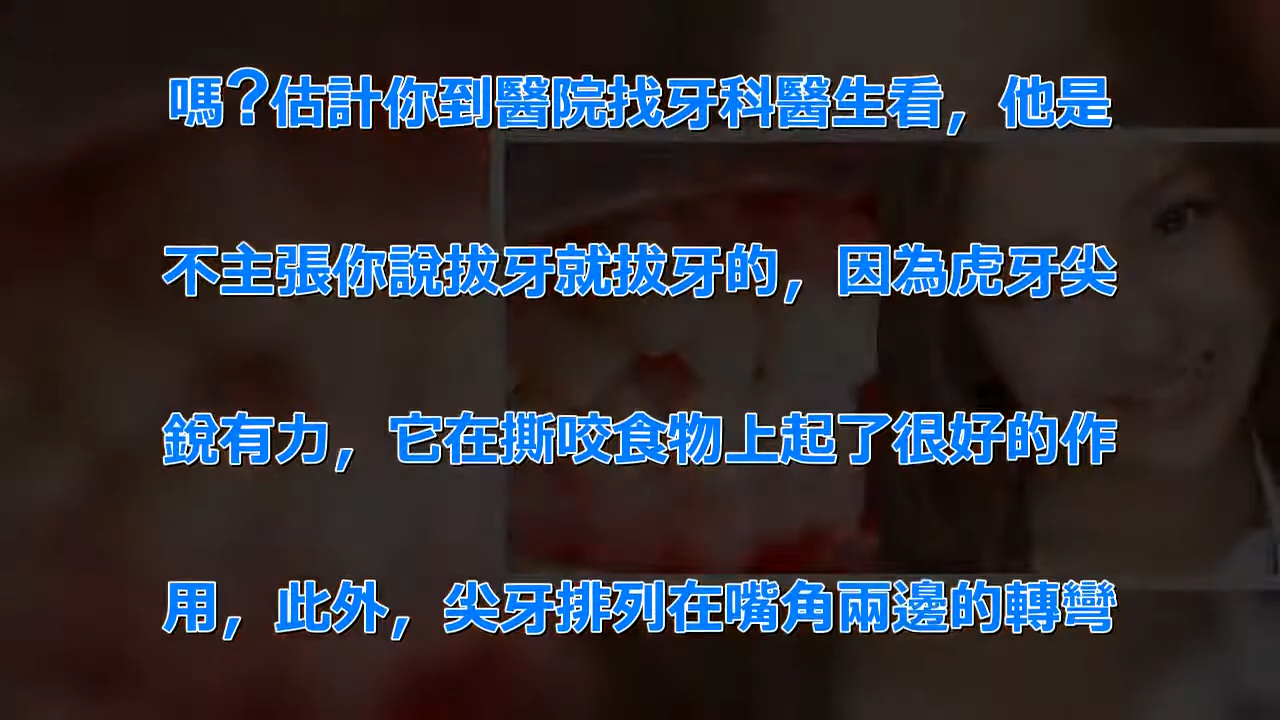 嗎?估計你到醫院找牙科醫生看，他是
不主張你說拔牙就拔牙的，因為虎牙尖
銳有力，它在撕咬食物上起了很好的作
用，此外，尖牙排列在嘴角兩邊的轉彎